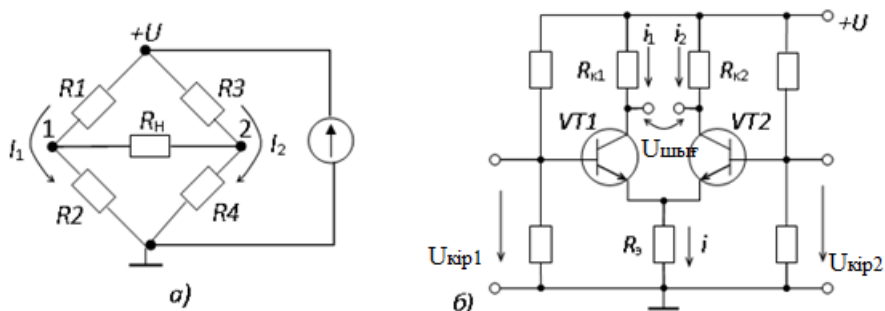 +U
R1
R3
1
Rн
2
I1
I2
R2
R4
а)
+U
i1
i2
Rк1
Rк2
VT1
VT2
Uшығ
Uкір1
Rэ
i
Uкір2
б)